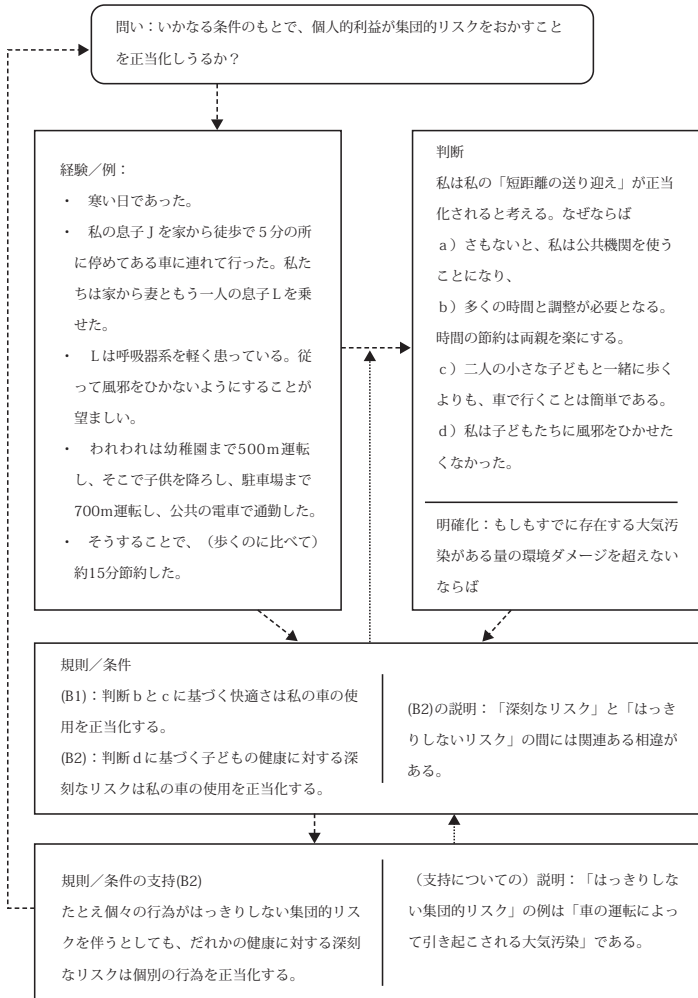 問い：いかなる条件のもとで、個人的利益が集団的リスクをおかすこと
を正当化しうるか？
経験／例：
・　寒い日であった。
・　私の息子Ｊを家から徒歩で５分の所
に停めてある車に連れて行った。私た
ちは家から妻ともう一人の息子Ｌを乗
せた。
・　Ｌは呼吸器系を軽く患っている。従
って風邪をひかないようにすることが
望ましい。
・　われわれは幼稚園まで500m運転
し、そこで子供を降ろし、駐車場まで
700m運転し、公共の電車で通勤した。
・　そうすることで、（歩くのに比べて）
約15分節約した。
判断
私は私の「短距離の送り迎え」が正当
化されると考える。なぜならば
ａ）さもないと、私は公共機関を使う
ことになり、
ｂ）多くの時間と調整が必要となる。
時間の節約は両親を楽にする。
ｃ）二人の小さな子どもと一緒に歩く
よりも、車で行くことは簡単である。
ｄ）私は子どもたちに風邪をひかせた
くなかった。
明確化：もしもすでに存在する大気汚
染がある量の環境ダメージを超えない
ならば
規則／条件
(B1)：判断ｂとｃに基づく快適さは私の車の使
用を正当化する。
(B2)：判断ｄに基づく子どもの健康に対する深
刻なリスクは私の車の使用を正当化する。
(B2)の説明：「深刻なリスク」と「はっき
りしないリスク」の間には関連ある相違が
ある。
規則／条件の支持(B2)
たとえ個々の行為がはっきりしない集団的リス
クを伴うとしても、だれかの健康に対する深刻
なリスクは個別の行為を正当化する。
（支持についての）説明：「はっきりしな
い集団的リスク」の例は「車の運転によっ
て引き起こされる大気汚染」である。